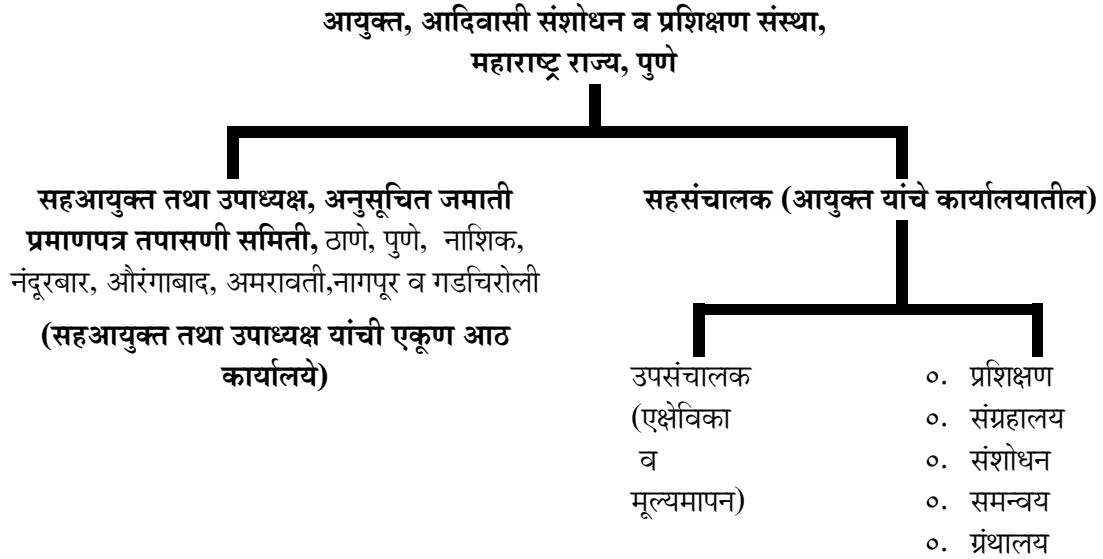 आयुक्त, आदिवासी संशोधन व प्रशिक्षण संस्था,
महाराष्ट्र राज्य, पुणे
सहआयुक्त तथा उपाध्यक्ष, अनुसूचित जमाती
प्रमाणपत्र तपासणी समिती, ठाणे, पुणे, नाशिक,
नंदूरबार, औरंगाबाद, अमरावती,नागपूर व गडचिरोली
(सहआयुक्त तथा उपाध्यक्ष यांची एकूण आठ
कार्यालये)
सहसंचालक (आयुक्त यांचे कार्यालयातील)
उपसंचालक
(एक्षेविका
व
मूल्यमापन)
०. प्रशिक्षण
०. संग्रहालय
०. संशोधन
०. समन्वय
०. ग्रंथालय